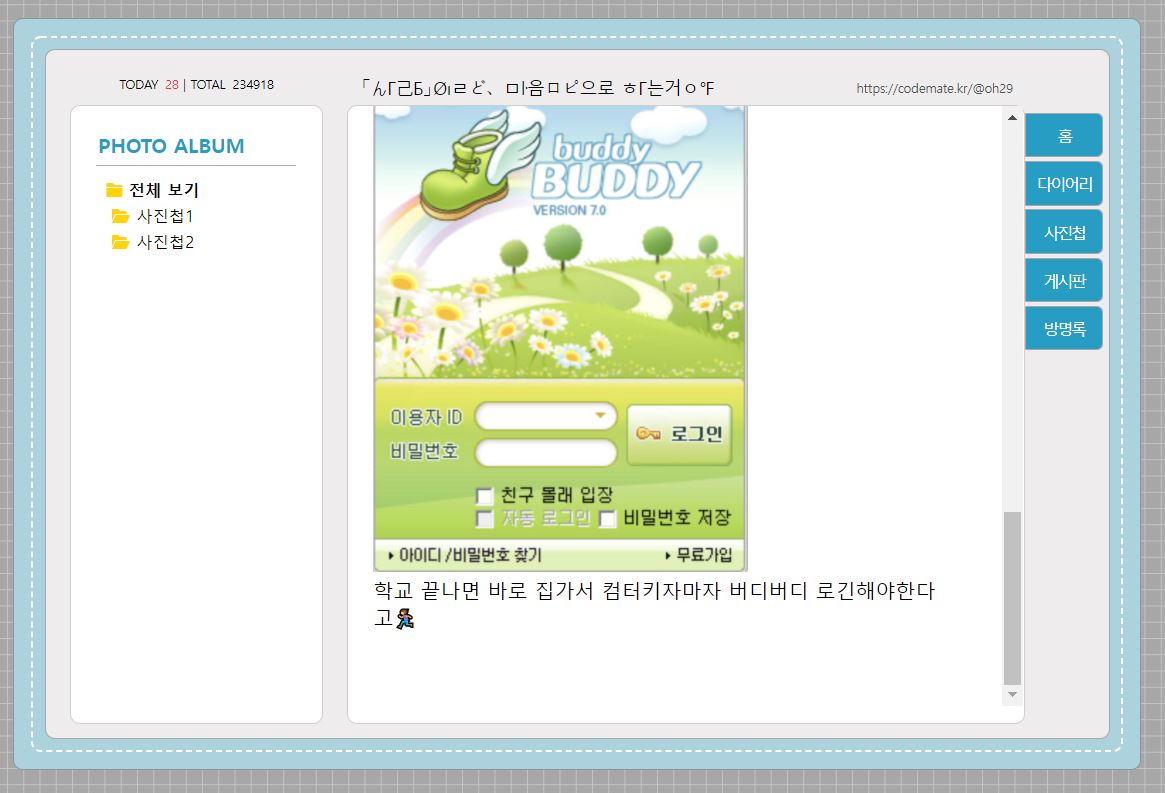 TODAY 28 | TOTAL 234918
「ん」「己Б」Øıㄹど、ㅁŀ음ㅁピ으로 ㅎГ는거ㅇ℉
https://codemate.kr/@oh29
PHOTO ALBUM
전체 보기
사진첩1
사진첩2
buddy
BUDDY
VERSION 7.0
이용자 ID
비밀번호
로그인
친구 몰래 입장
자동 로그인
비밀번호 저장
아이디 /비밀번호 찾기
무료가입
학교 끝나면 바로 집가서 컴터키자마자 버디버디 로긴해야한다
고🏃
홈
다이어리
사진첩
게시판
방명록